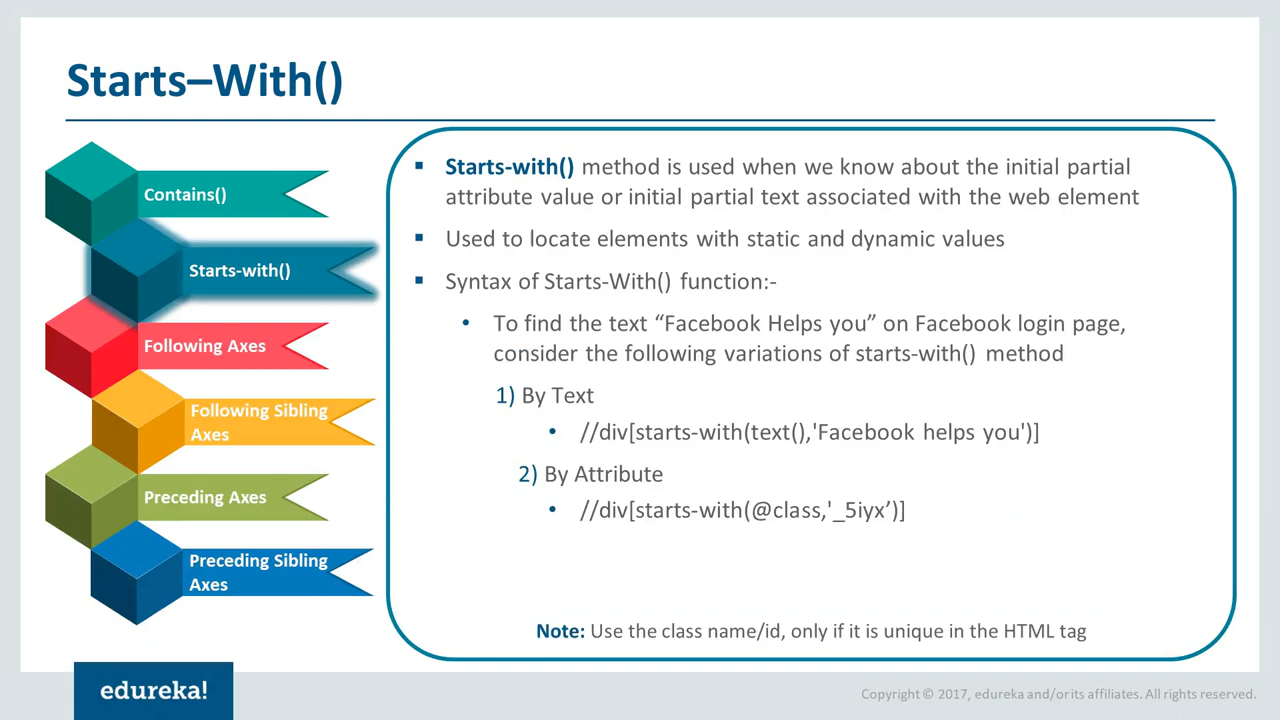 Starts–With()
Contains()
Starts-with()
Following Axes
Following Sibling
Axes
Preceding Axes
Preceding Sibling
Axes
▪ Starts-with() method is used when we know about the initial partial
attribute value or initial partial text associated with the web element
▪ Used to locate elements with static and dynamic values
▪ Syntax of Starts-With() function:-
• To find the text “Facebook Helps you” on Facebook login page,
consider the following variations of starts-with() method
1) By Text
• //div[starts-with(text(),'Facebook helps you')]
2) By Attribute
• //div[starts-with(@class,'_5iyx’)]
Note: Use the class name/id, only if it is unique in the HTML tag
edureka!
Copyright © 2017, edureka and/or its affiliates. All rights reserved.